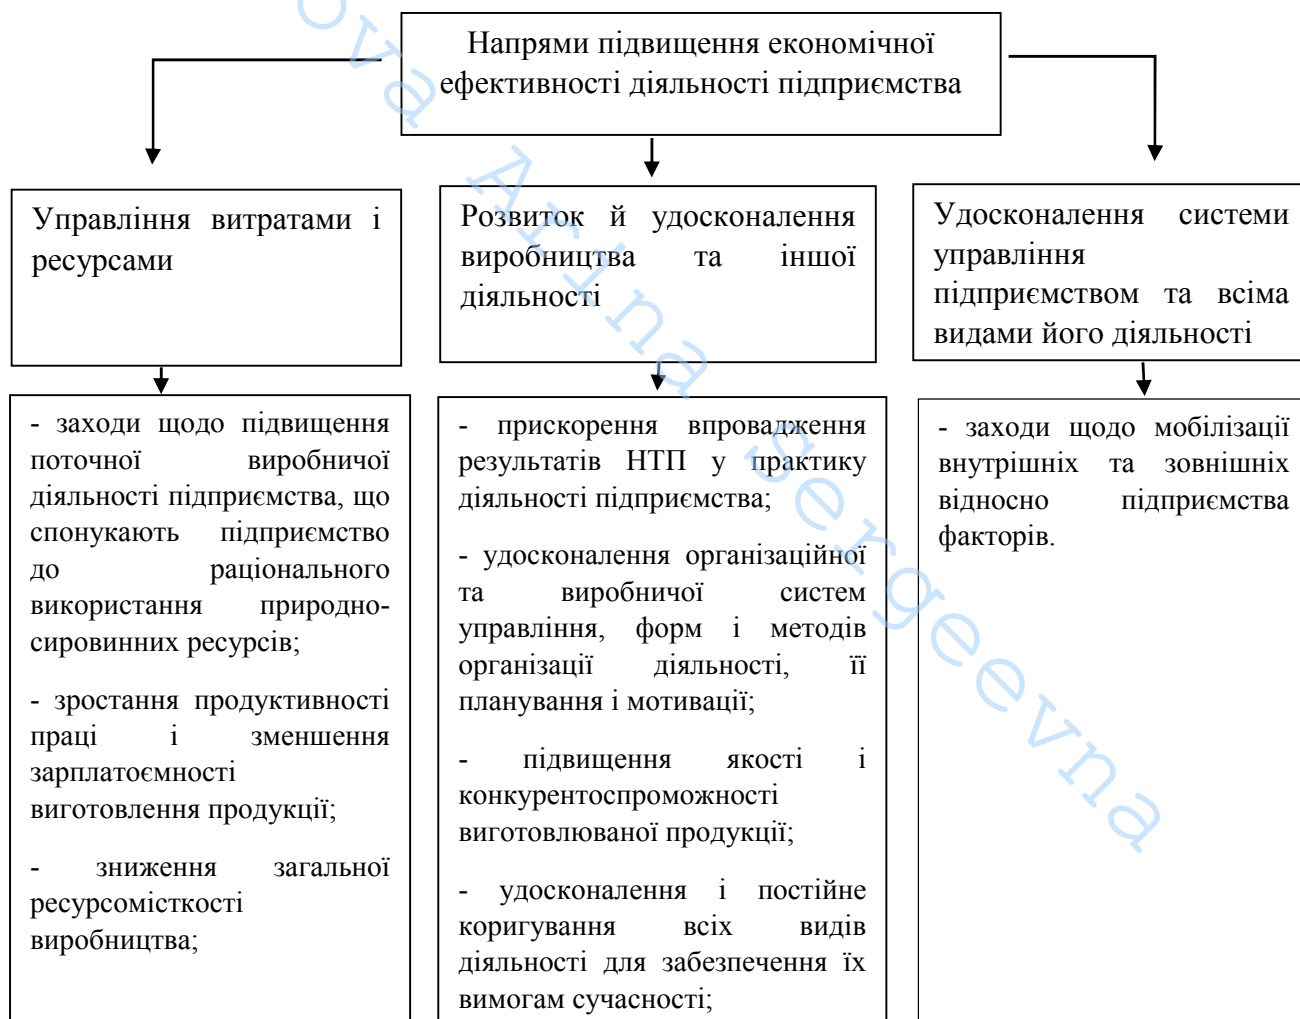 Напрями підвищення економічної
ефективності діяльності підприємства
Управління витратами і
ресурсами
Розвиток й удосконалення
виробництва та іншої
діяльності
Удосконалення системи
управління
підприємством та всіма
видами його діяльності
- заходи щодо підвищення
поточної виробничої
діяльності підприємства, що
спонукають підприємство
до раціонального
використання природно-
сировинних ресурсів;
- зростання продуктивності
праці і зменшення
зарплатоємності
виготовлення продукції;
- зниження загальної
ресурсомісткості
виробництва;
- прискорення впровадження
результатів НТП у практику
діяльності підприємства;
- удосконалення організаційної
та виробничої систем
управління, форм і методів
організації діяльності, її
планування і мотивації;
- підвищення якості і
конкурентоспроможності
виготовлюваної продукції;
- удосконалення і постійне
коригування всіх видів
діяльності для забезпечення їх
вимогам сучасності;
- заходи щодо мобілізації
внутрішніх та зовнішніх
відносно підприємства
факторів.
ova Arina Sergeevna